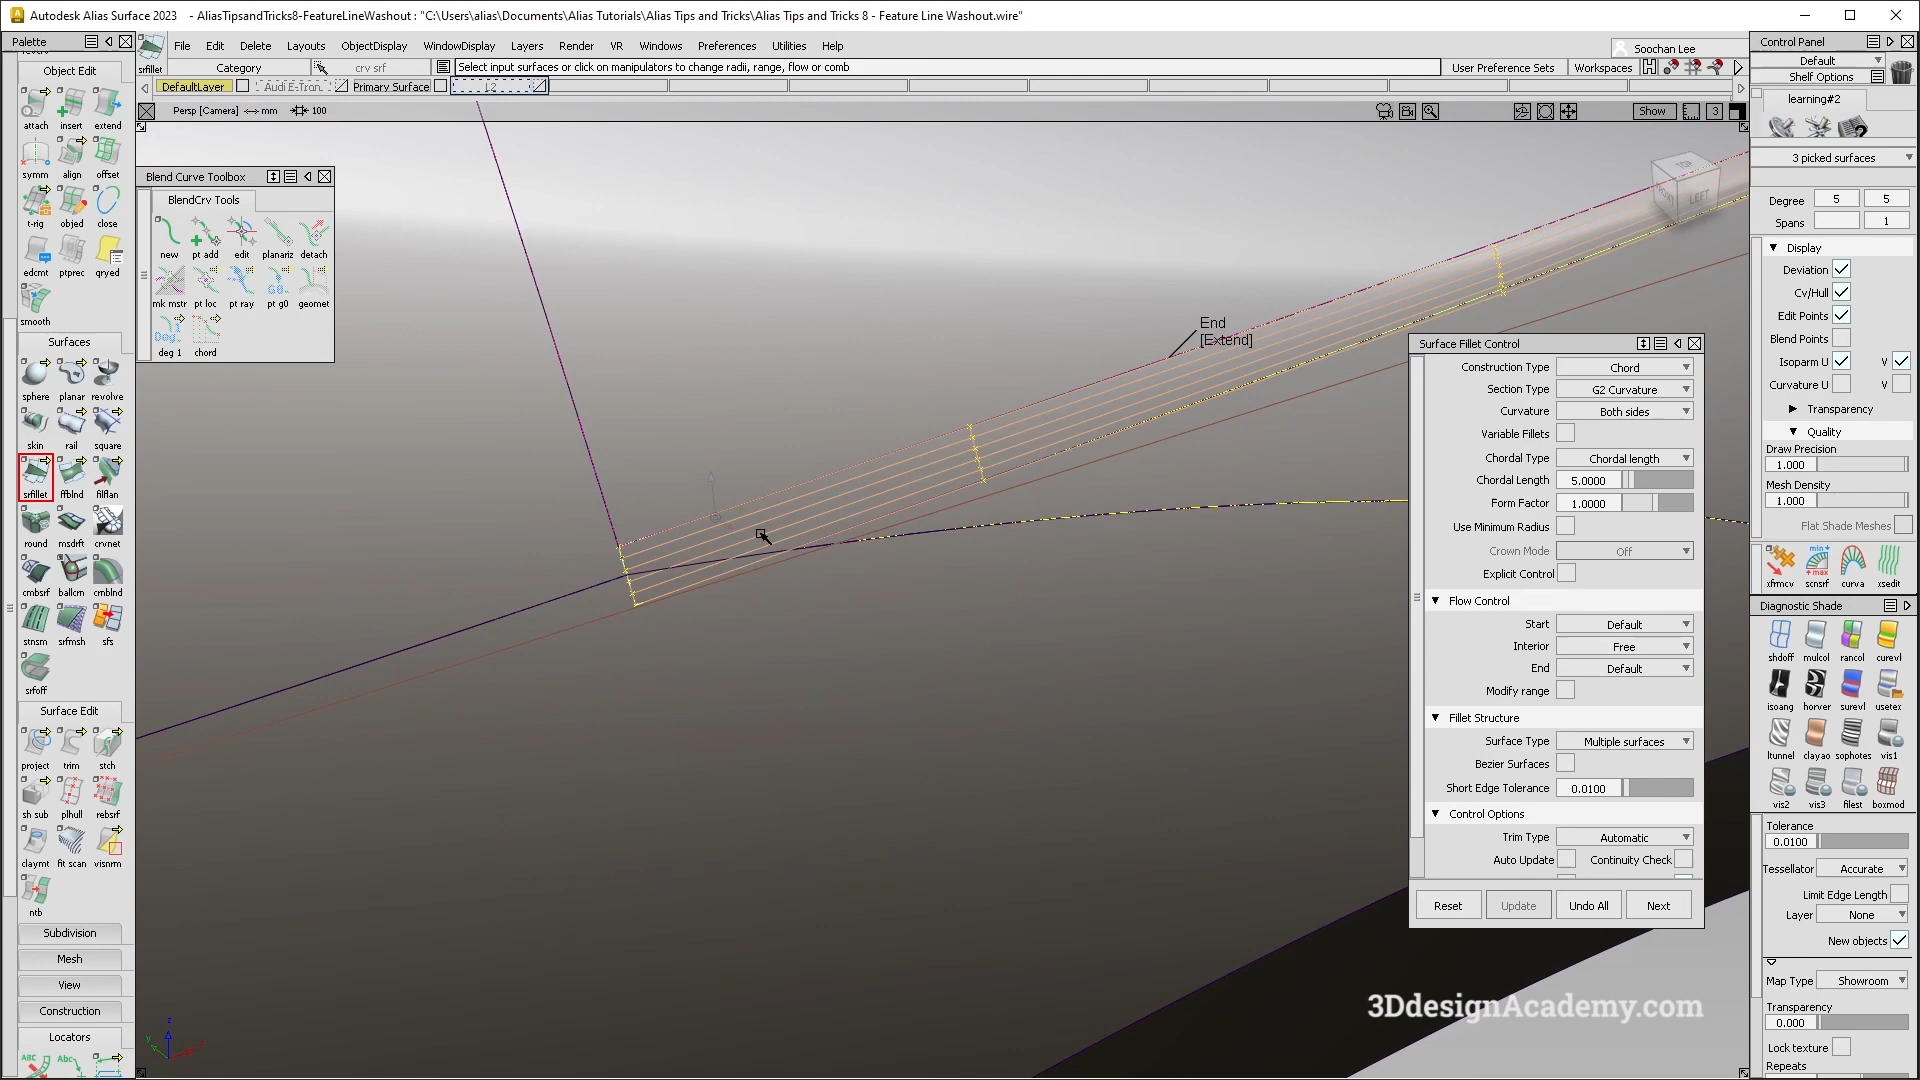 Autodesk Alias Surface 2023 - AliasTipsandTricks8-FeatureLineWashout : "C:\Users\alias\Documents\Alias Tutorials\Alias Tips and Tricks\Alias Tips and Tricks 8 - Feature Line Washout.wire"
Palette
File Edit Delete Layouts ObjectDisplay WindowDisplay Layers Render VR Windows Preferences Utilities Help
Soochan Lee
srfillet Category crv srf Select input surfaces or click on manipulators to change radii, range, flow or comb User Preference Sets Workspaces
DefaultLayer Audi E-Tran. Primary Surface L2
Persp [Camera] mm 100 Show 3
Object Edit
attach insert extend
symm align offset
t-rig objed close
edcmt ptprec qryed
smooth
Surfaces
sphere planar revolve
skin rail square
srfillet ffblnd filflan
round msdrft crvnet
cmbsrf ballcrn cmblnd
stnsm srfmsh sfs
srfoff
Surface Edit
project trim stch
sh sub plhull rebsrf
claymt fit scan visnrm
ntb
Subdivision
Mesh
View
Construction
Locators
ABC Abc
Blend Curve Toolbox
BlendCrv Tools
new pt add edit planariz detach
mk mstr pt loc pt ray pt g0 geomet
deg 1 chord
End
[Extend]
TOP
LEFT
z
Surface Fillet Control
Construction Type Chord
Section Type G2 Curvature
Curvature Both sides
Variable Fillets
Chordal Type Chordal length
Chordal Length 5.0000
Form Factor 1.0000
Use Minimum Radius
Crown Mode Off
Explicit Control
Flow Control
Start Default
Interior Free
End Default
Modify range
Fillet Structure
Surface Type Multiple surfaces
Bezier Surfaces
Short Edge Tolerance 0.0100
Control Options
Trim Type Automatic
Auto Update Continuity Check
Reset Update Undo All Next
3DdesignAcademy.com
Control Panel
Default
Shelf Options
learning#2
3 picked surfaces
Degree 5 5
Spans 1
Display
Deviation
Cv/Hull
Edit Points
Blend Points
Isoparm U V
Curvature U V
Transparency
Quality
Draw Precision
1.000
Mesh Density
1.000
Flat Shade Meshes
xfrmcv scnsrf curva xsedit
Diagnostic Shade
shdoff mulcol rancol curevl
isoang horver surevl usetex
ltunnel clayao sophotes vis1
vis2 vis3 filest boxmod
Tolerance
0.0100
Tessellator Accurate
Limit Edge Length
Layer None
New objects
Map Type Showroom
Transparency
0.000
Lock texture
Repeats